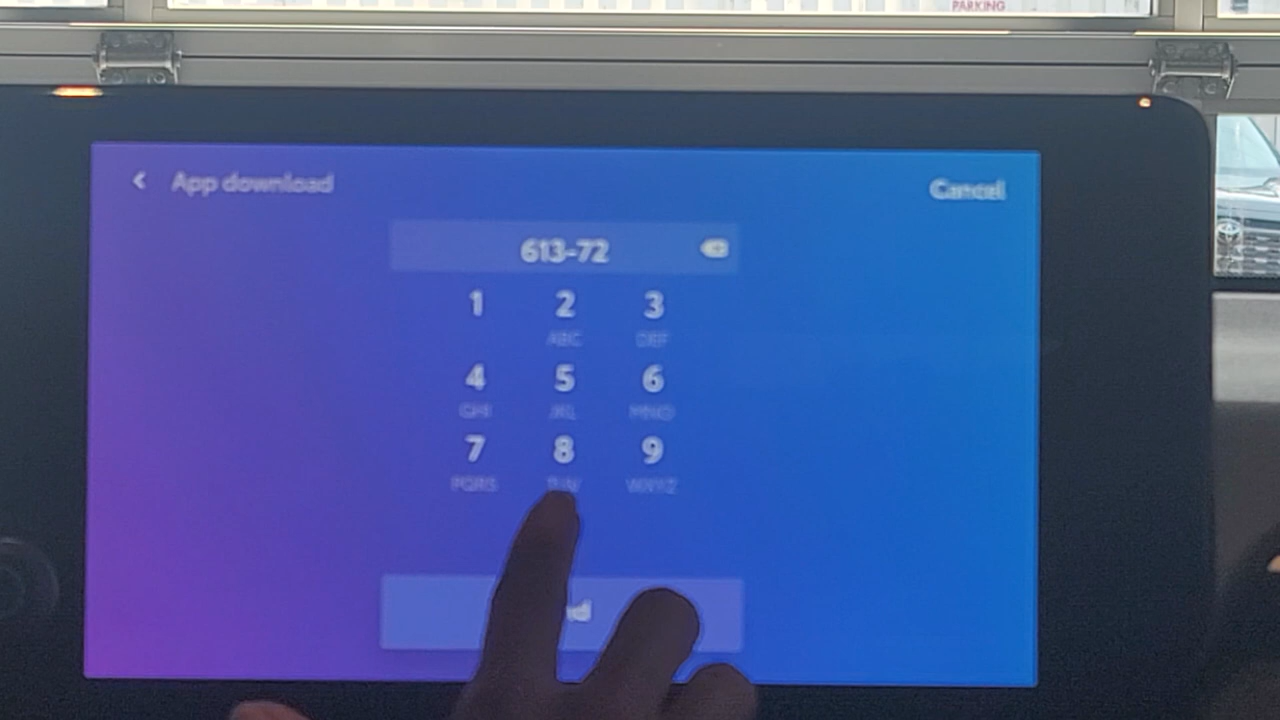 PARKING
App download
Cancel
613-72
1
2
3
ABC
DEF
4
5
6
GHI
JKL
MNO
7
8
9
PQRS
TUV
WXYZ